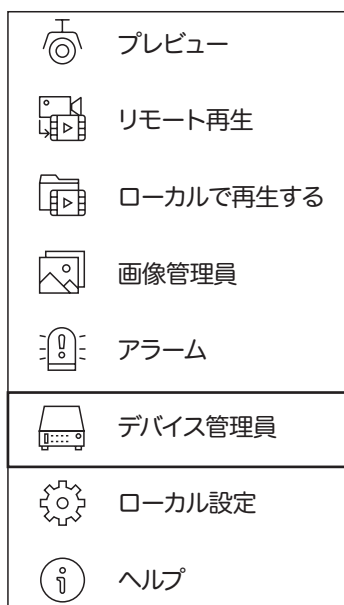 プレビュー
リモート再生
ローカルで再生する
画像管理員
アラーム
デバイス管理員
ローカル設定
ヘルプ